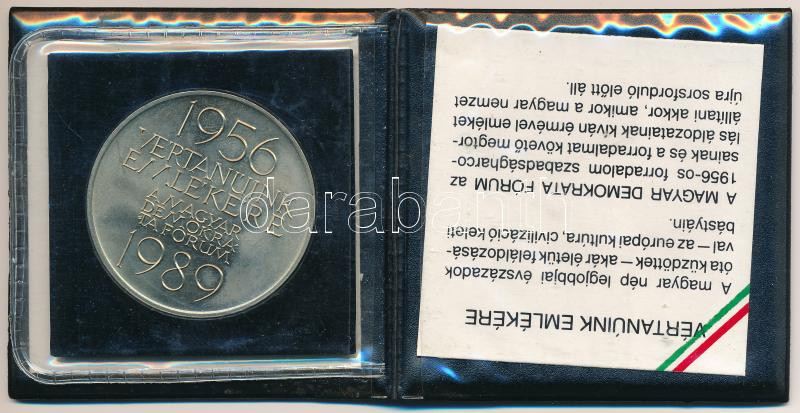 1956
VÉRTANÚINK
EMLÉKÉRE
A MAGYAR
DEMOKRA-
TA FÓRUM
1989
VÉRTANÚINK EMLÉKÉRE
A magyar nép legjobbjai évszázadok
óta küzdöttek – akár életük feláldozásá-
val – az európai kultúra, civilizáció keleti
bástyáin.
A MAGYAR DEMOKRATA FÓRUM az
1956-os forradalom szabadságharco-
sainak és a forradalmat követő megtor-
lás áldozatainak kíván érmével emléket
állítani akkor, amikor a magyar nemzet
újra sorsforduló előtt áll.
darabanth